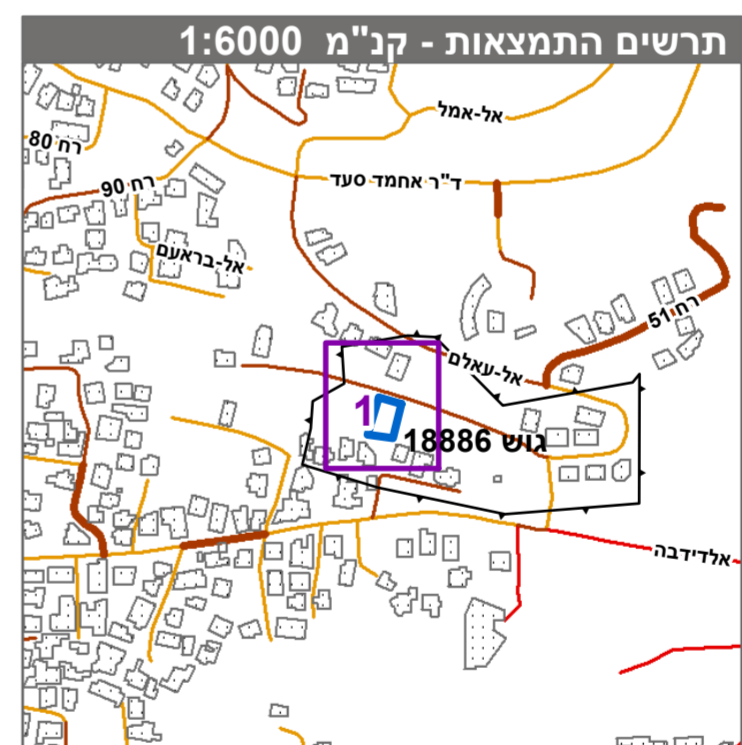 תרשים התמצאות - קנ"מ 1:6000
אל-אמל
רח 80
ד"ר אחמד סעד
רח 90
אל-בראעם
רח 51
אל-עאלם
1
גוש 18886
אלדידבה